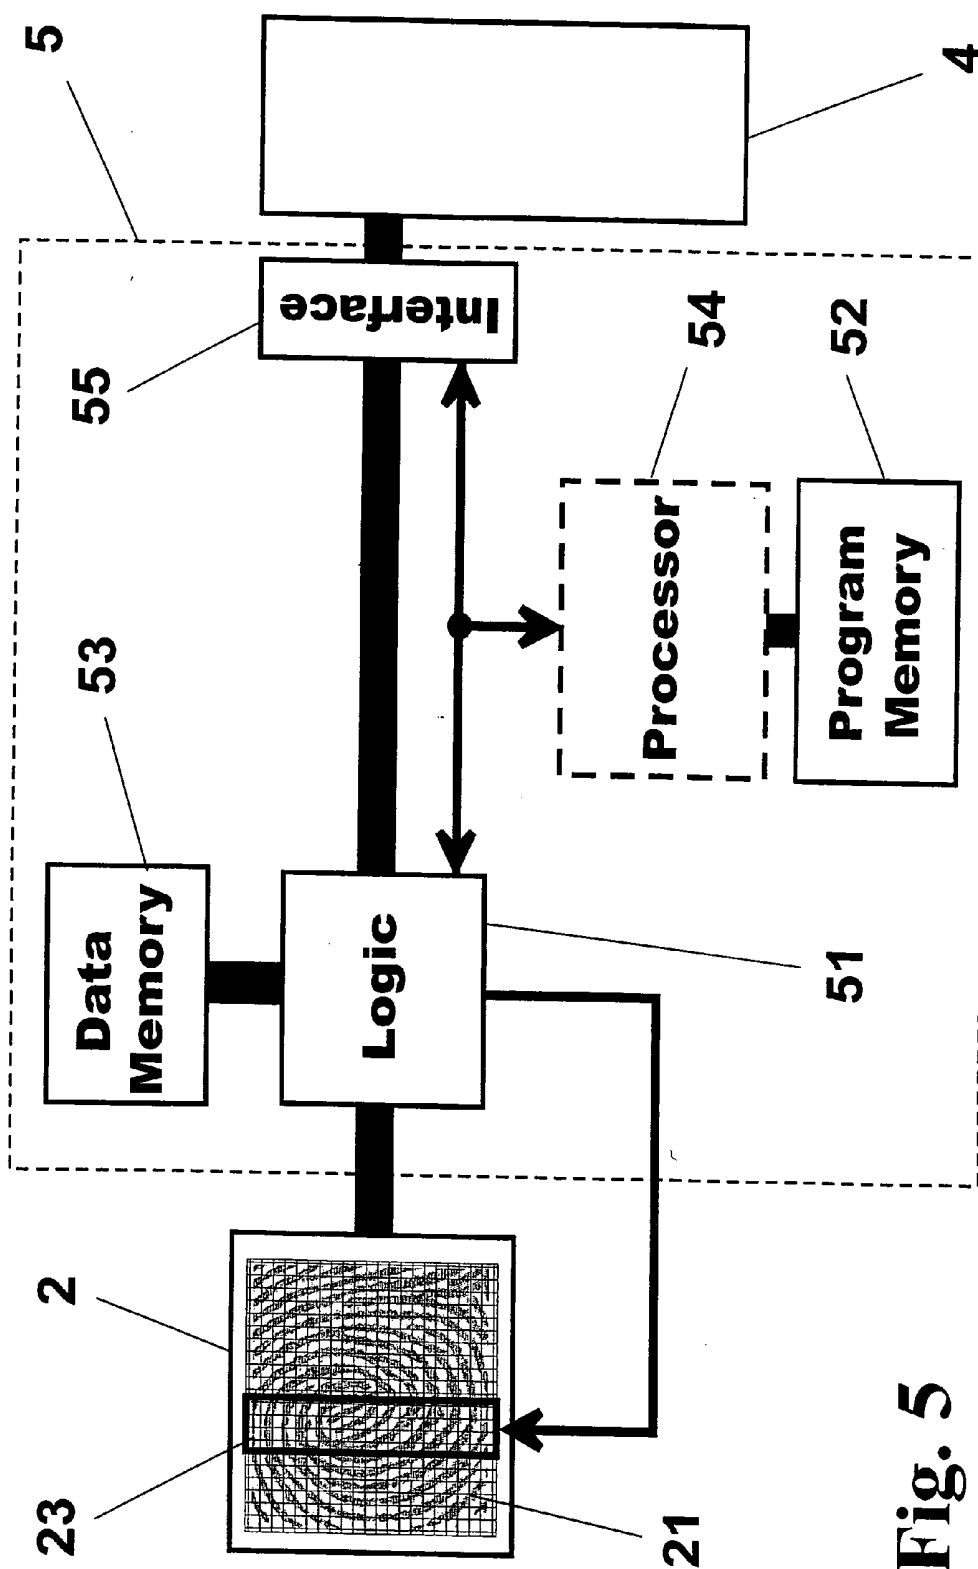 5
4
Interface
55
54
52
Processor
Program
Memory
53
Data
Memory
Logic
51
2
23
21
Fig. 5